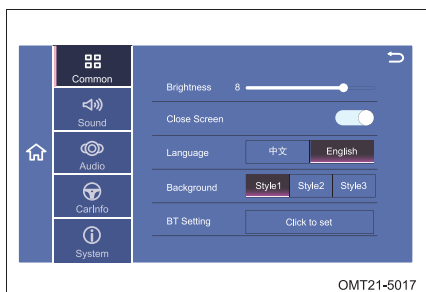 Common
Sound
Audio
CarInfo
System
Brightness 8
Close Screen
Language 中文 English
Background Style1 Style2 Style3
BT Setting Click to set
OMT21-5017